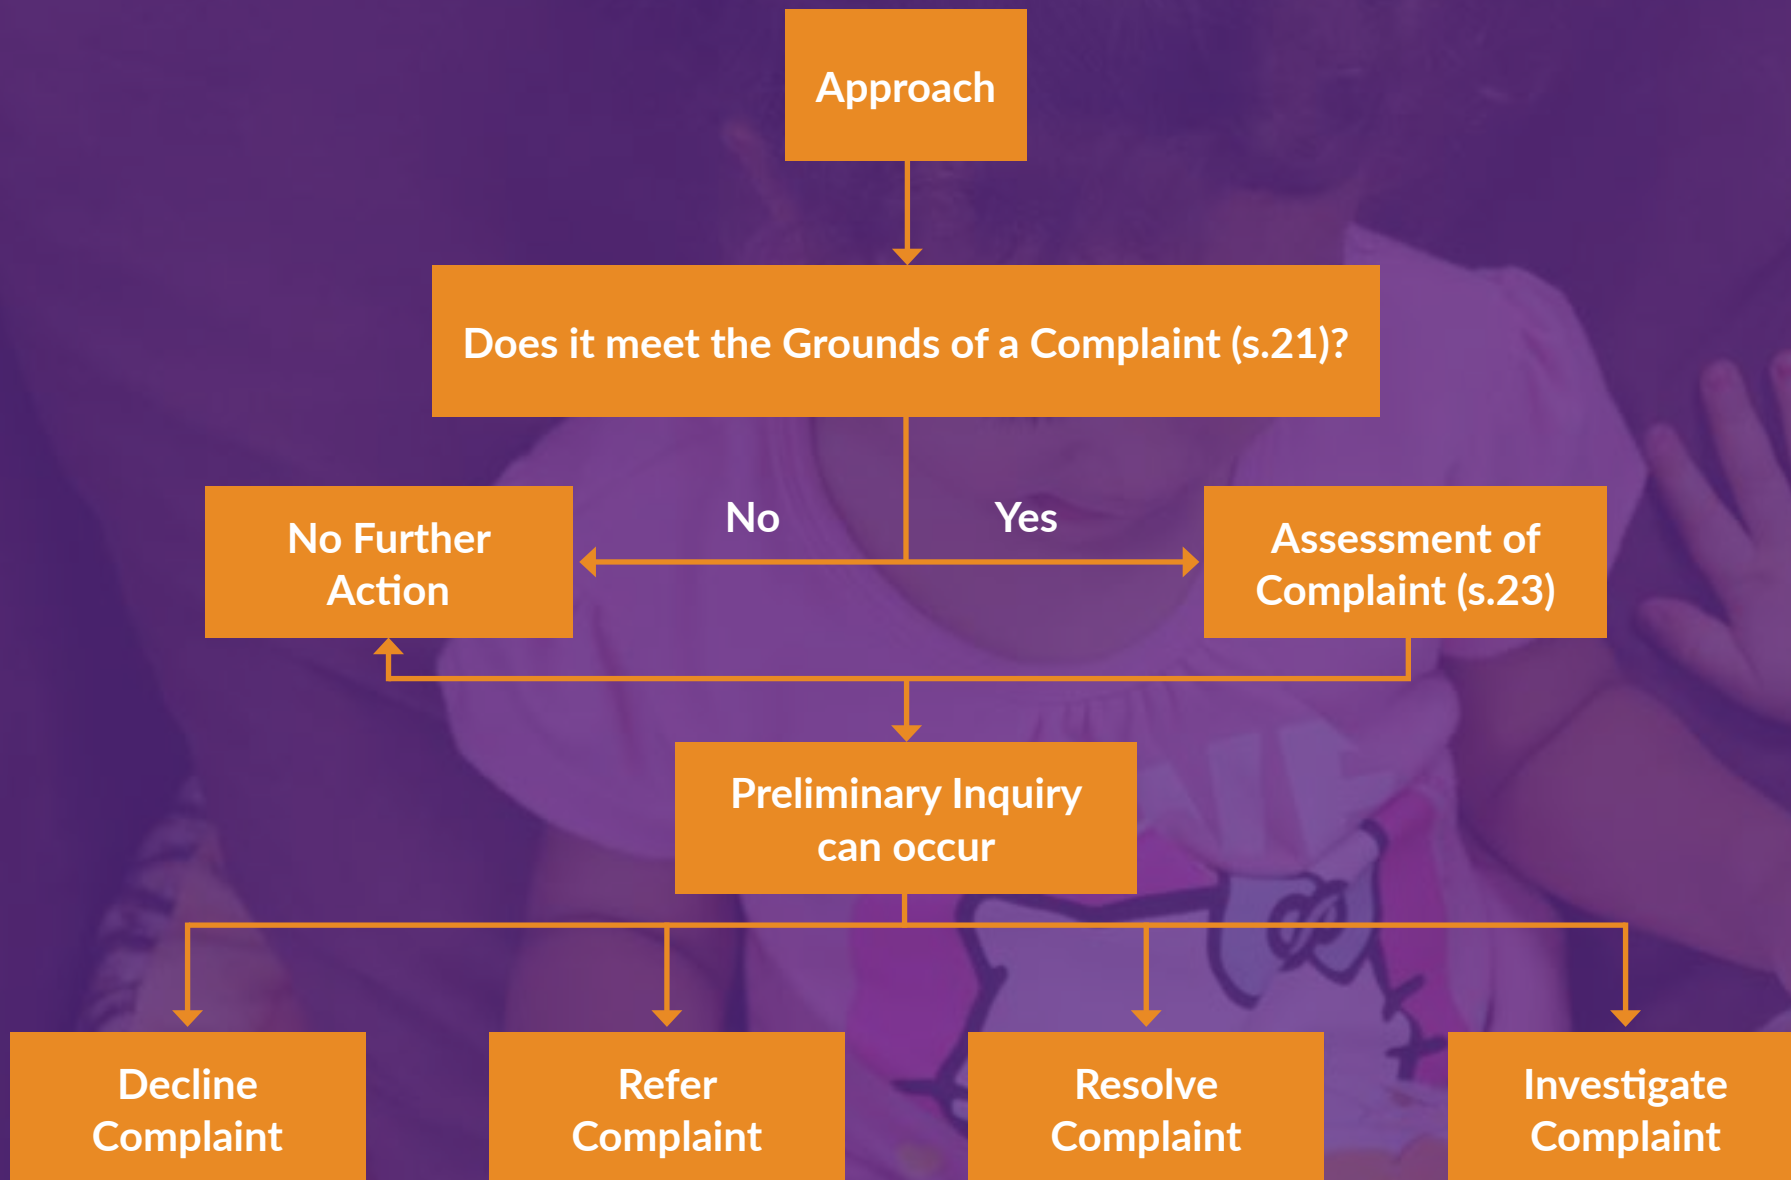 Approach
Does it meet the Grounds of a Complaint (s.21)?
No Further
Action
No
Yes
Assessment of
Complaint (s.23)
Preliminary Inquiry
can occur
Decline
Complaint
Refer
Complaint
Resolve
Complaint
Investigate
Complaint